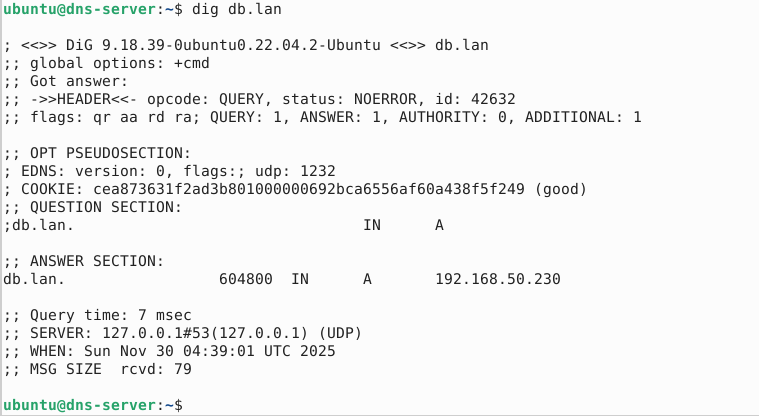 ubuntu@dns-server:~$ dig db.lan
; <<>> DiG 9.18.39-0ubuntu0.22.04.2-Ubuntu <<>> db.lan
;; global options: +cmd
;; Got answer:
;; ->>HEADER<<- opcode: QUERY, status: NOERROR, id: 42632
;; flags: qr aa rd ra; QUERY: 1, ANSWER: 1, AUTHORITY: 0, ADDITIONAL: 1
;; OPT PSEUDOSECTION:
; EDNS: version: 0, flags:; udp: 1232
; COOKIE: cea873631f2ad3b801000000692bca6556af60a438f5f249 (good)
;; QUESTION SECTION:
;db.lan. IN A
;; ANSWER SECTION:
db.lan. 604800 IN A 192.168.50.230
;; Query time: 7 msec
;; SERVER: 127.0.0.1#53(127.0.0.1) (UDP)
;; WHEN: Sun Nov 30 04:39:01 UTC 2025
;; MSG SIZE  rcvd: 79
ubuntu@dns-server:~$